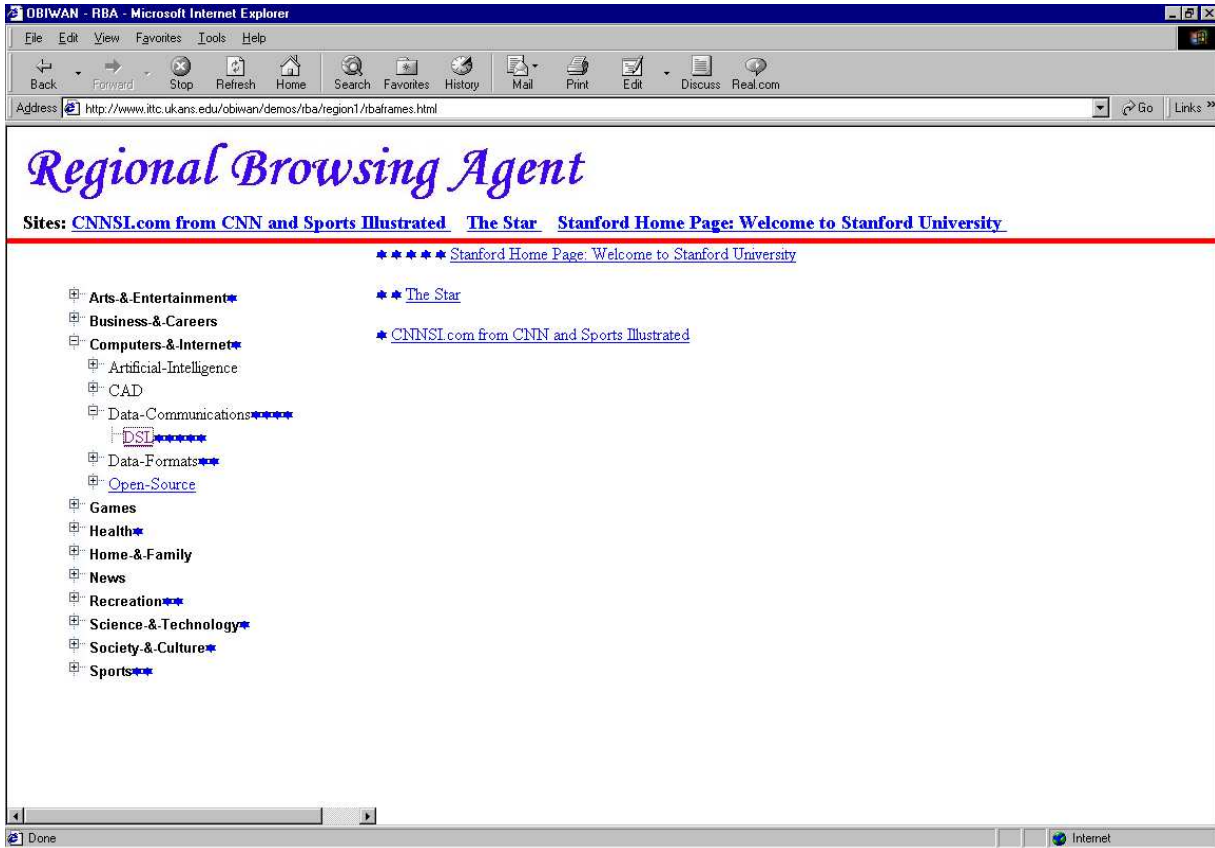 OBIWAN - RBA - Microsoft Internet Explorer
File Edit View Favorites Tools Help
Back Forward Stop Refresh Home Search Favorites History Mail Print Edit Discuss Real.com
Address http://www.ittc.ukans.edu/obiwan/demos/rba/region1/rbaframes.html Go Links »
Regional Browsing Agent
Sites: CNNSI.com from CNN and Sports Illustrated The Star Stanford Home Page: Welcome to Stanford University
Stanford Home Page: Welcome to Stanford University
The Star
CNNSI.com from CNN and Sports Illustrated
Arts-&-Entertainment
Business-&-Careers
Computers-&-Internet
Artificial-Intelligence
CAD
Data-Communications
DSL
Data-Formats
Open-Source
Games
Health
Home-&-Family
News
Recreation
Science-&-Technology
Society-&-Culture
Sports
Done Internet